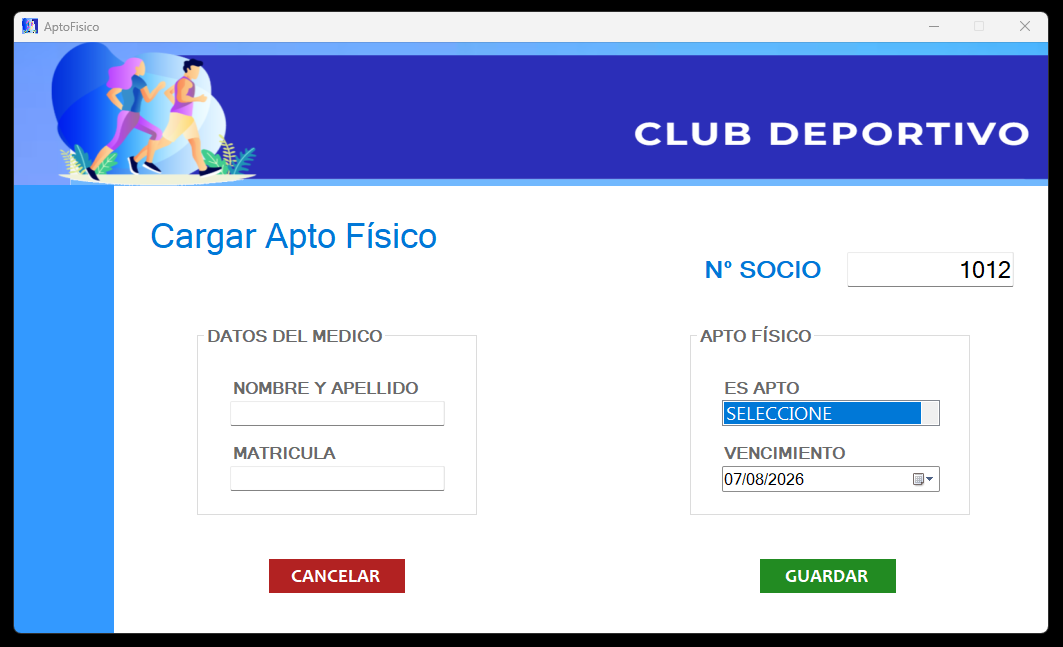 AptoFisico
CLUB DEPORTIVO
Cargar Apto Físico
Nº SOCIO 1012
DATOS DEL MEDICO
NOMBRE Y APELLIDO
MATRICULA
APTO FÍSICO
ES APTO
SELECCIONE
VENCIMIENTO
07/08/2026
CANCELAR
GUARDAR